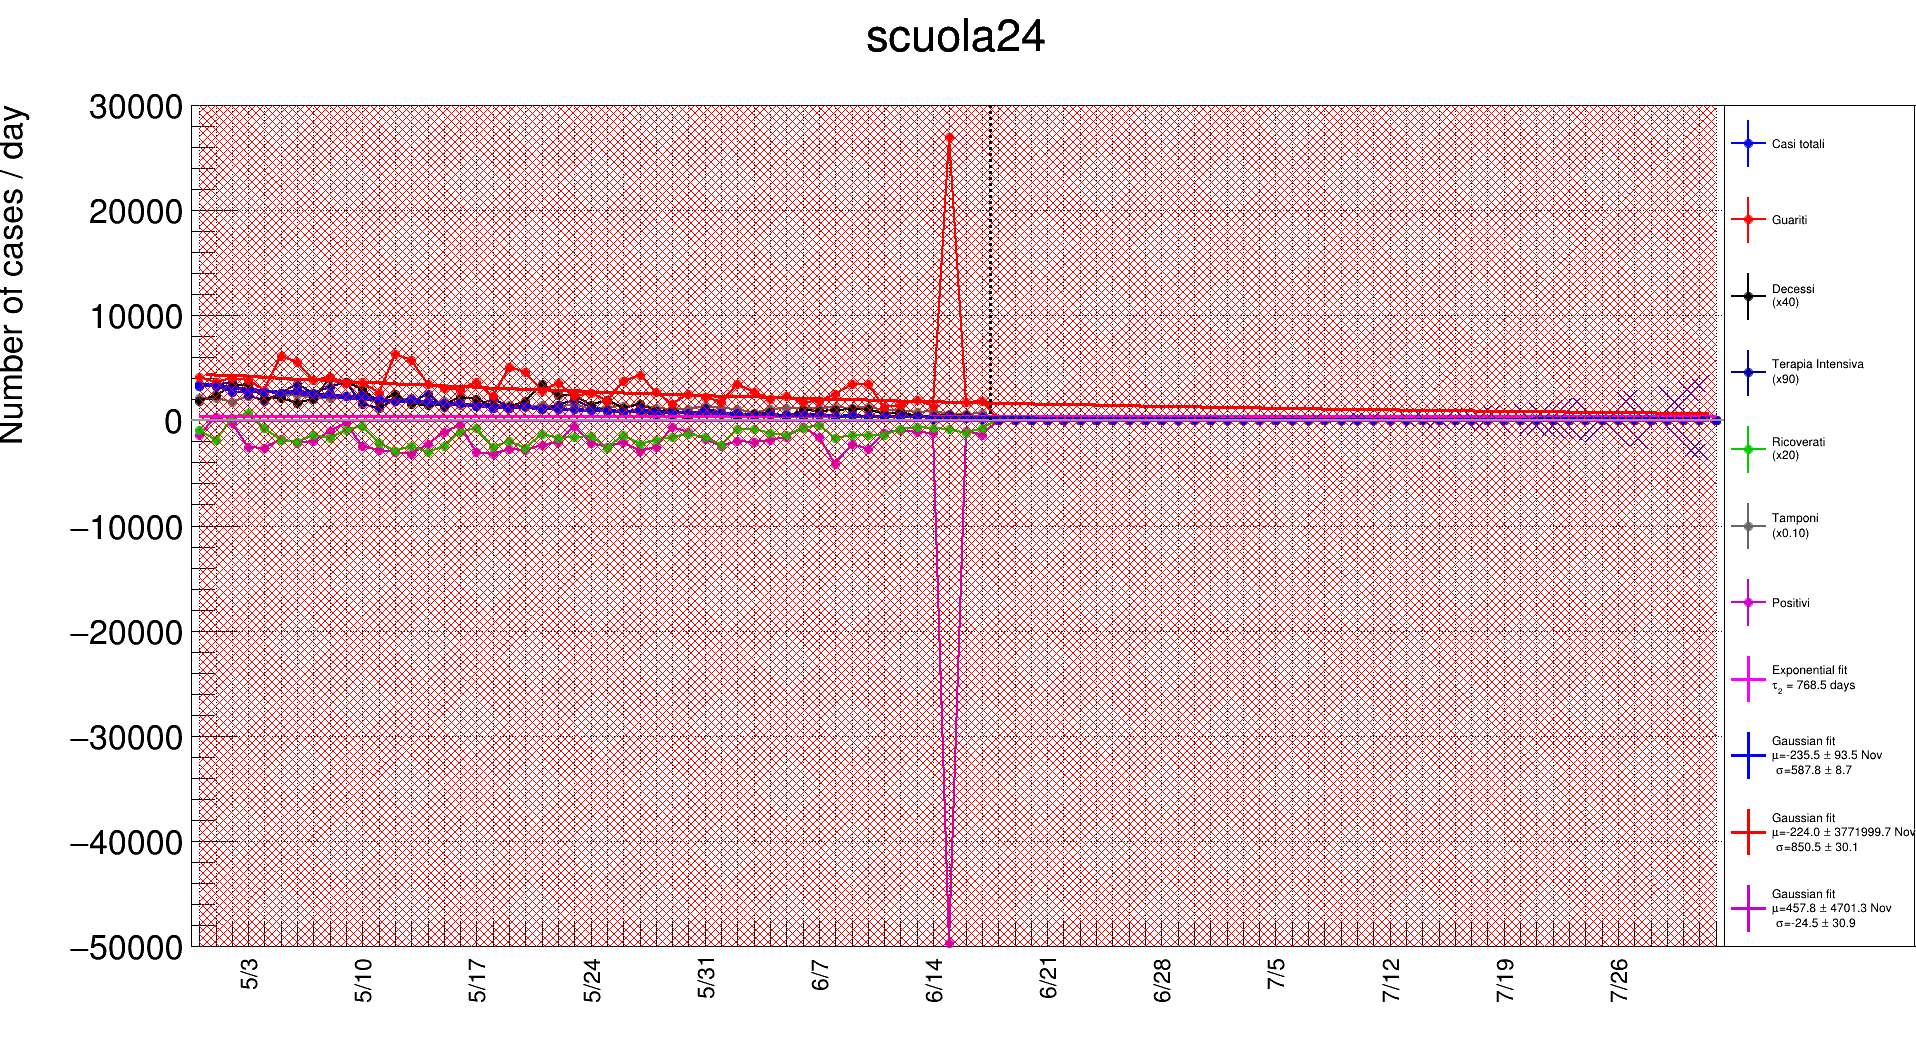 scuola24
Number of cases / day
30000
20000
10000
0
−10000
−20000
−30000
−40000
−50000
5/3
5/10
5/17
5/24
5/31
6/7
6/14
6/21
6/28
7/5
7/12
7/19
7/26
Casi totali
Guariti
Decessi
(x40)
Terapia Intensiva
(x90)
Ricoverati
(x20)
Tamponi
(x0.10)
Positivi
Exponential fit
τ2 = 768.5 days
Gaussian fit
μ=-235.5 ± 93.5 Nov
σ=587.8 ± 8.7
Gaussian fit
μ=-224.0 ± 3771999.7 Nov
σ=850.5 ± 30.1
Gaussian fit
μ=457.8 ± 4701.3 Nov
σ=-24.5 ± 30.9